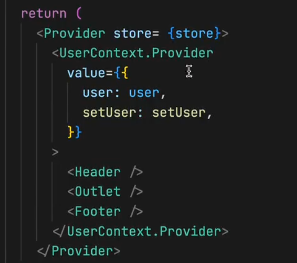 return (
<Provider store= {store}>
<UserContext.Provider
value={{
user: user,
setUser: setUser,
}}
>
<Header />
<Outlet />
<Footer />
</UserContext.Provider>
</Provider>